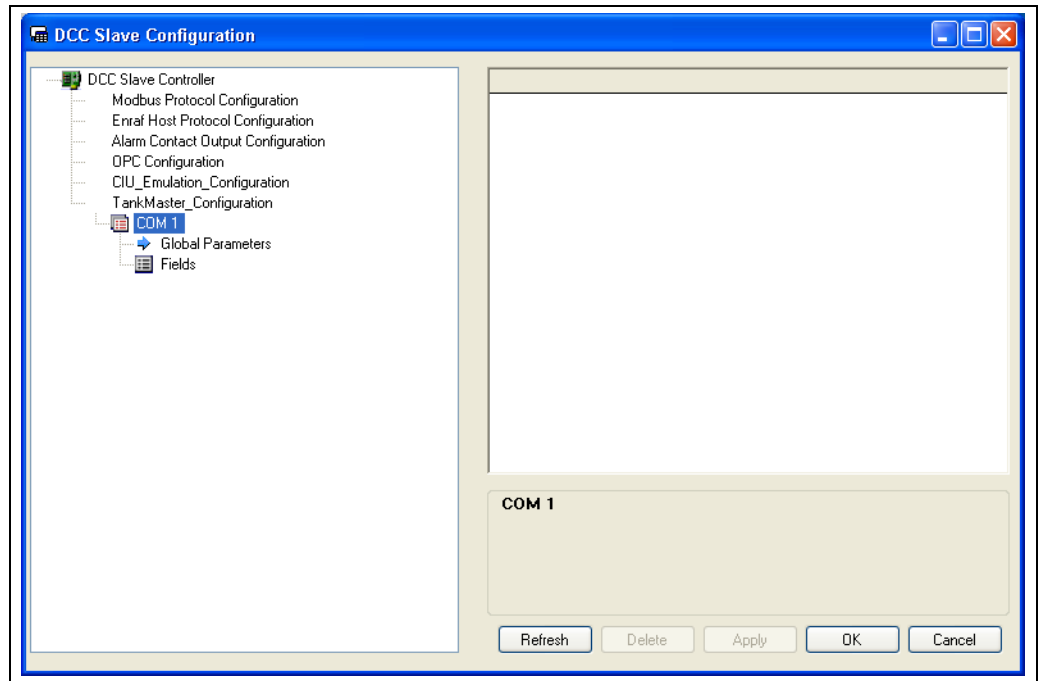 DCC Slave Configuration
DCC Slave Controller
Modbus Protocol Configuration
Enraf Host Protocol Configuration
Alarm Contact Output Configuration
OPC Configuration
CIU_Emulation_Configuration
TankMaster_Configuration
COM 1
Global Parameters
Fields
COM 1
Refresh Delete Apply OK Cancel